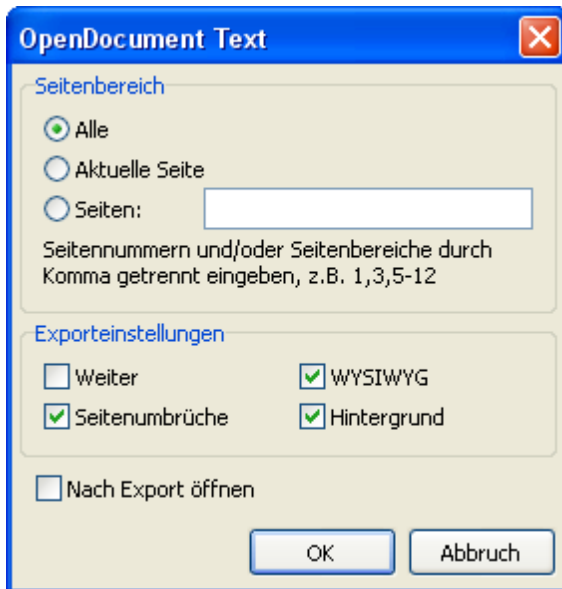 OpenDocument Text
Seitenbereich
Alle
Aktuelle Seite
Seiten:
Seitennummern und/oder Seitenbereiche durch
Komma getrennt eingeben, z.B. 1,3,5-12
Exporteinstellungen
Weiter WYSIWYG
Seitenumbrüche Hintergrund
Nach Export öffnen
OK Abbruch